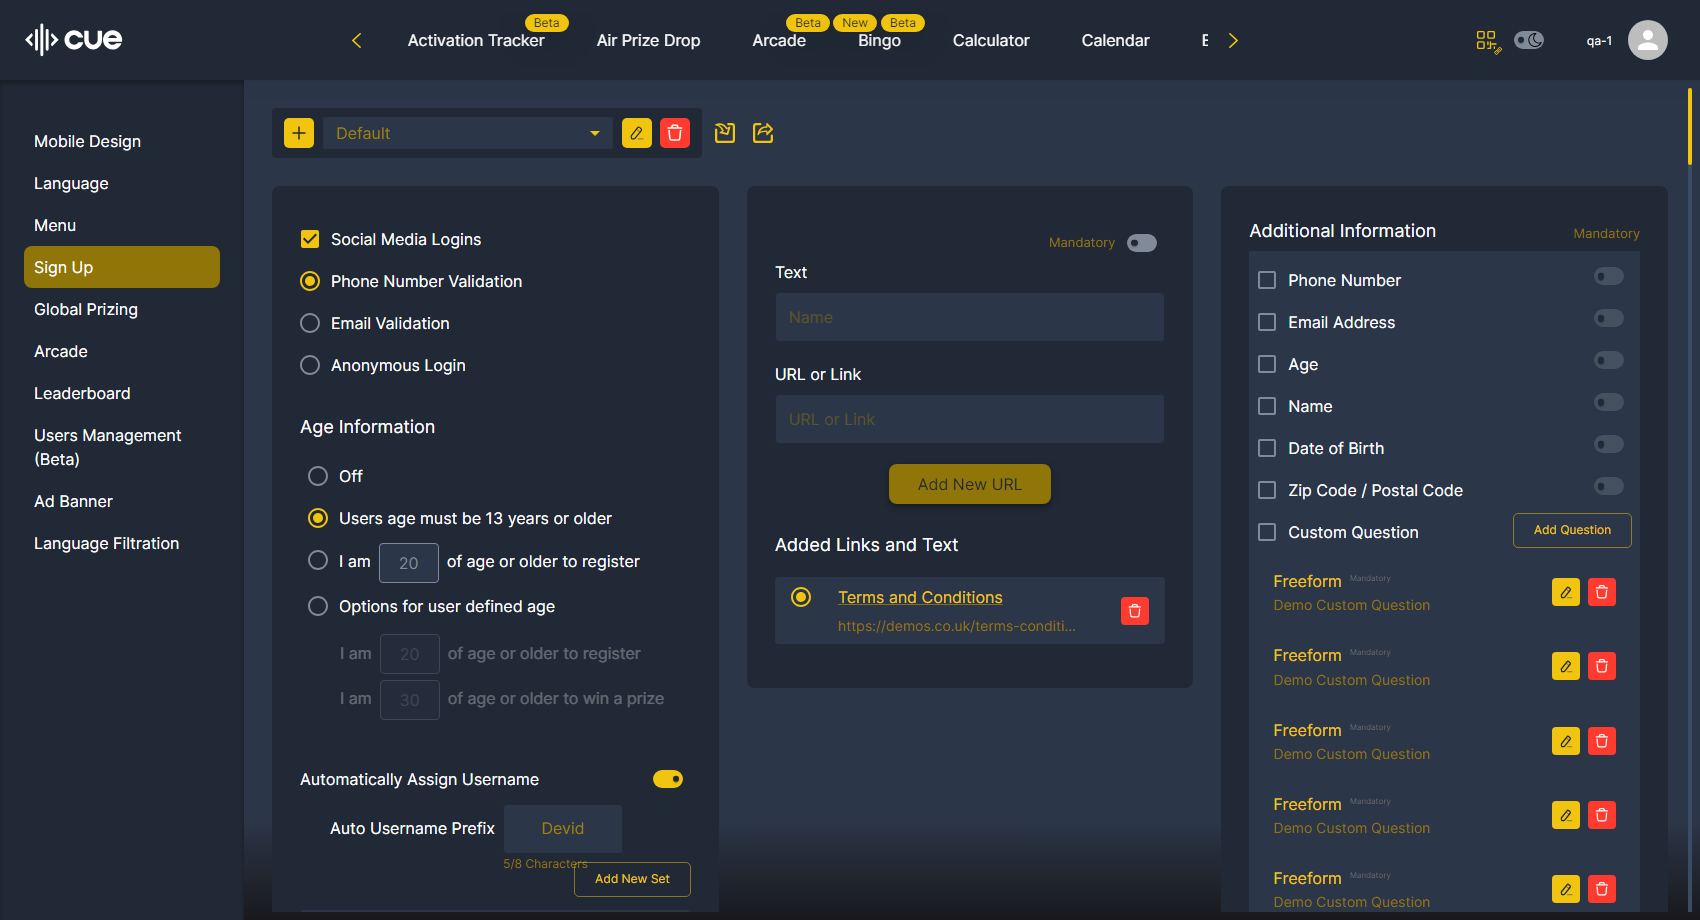 cue
Beta
Activation Tracker
Air Prize Drop
Beta
Arcade
New
Beta
Bingo
Calculator
Calendar
qa-1
Mobile Design
Language
Menu
Sign Up
Global Prizing
Arcade
Leaderboard
Users Management
(Beta)
Ad Banner
Language Filtration
Default
Social Media Logins
Phone Number Validation
Email Validation
Anonymous Login
Age Information
Off
Users age must be 13 years or older
I am 20 of age or older to register
Options for user defined age
I am 20 of age or older to register
I am 30 of age or older to win a prize
Automatically Assign Username
Auto Username Prefix Devid
5/8 Characters
Add New Set
Mandatory
Text
Name
URL or Link
URL or Link
Add New URL
Added Links and Text
Terms and Conditions
https://demos.co.uk/terms-conditi...
Additional Information
Mandatory
Phone Number
Email Address
Age
Name
Date of Birth
Zip Code / Postal Code
Custom Question
Add Question
Freeform Mandatory
Demo Custom Question
Freeform Mandatory
Demo Custom Question
Freeform Mandatory
Demo Custom Question
Freeform Mandatory
Demo Custom Question
Freeform Mandatory
Demo Custom Question